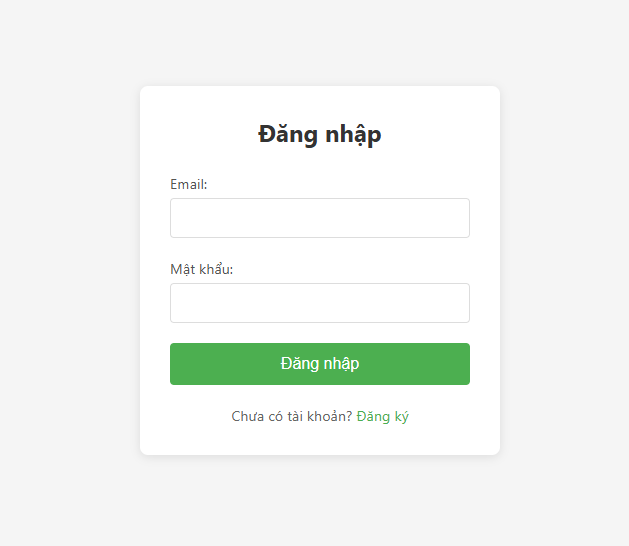 Đăng nhập
Email:
Mật khẩu:
Đăng nhập
Chưa có tài khoản? Đăng ký